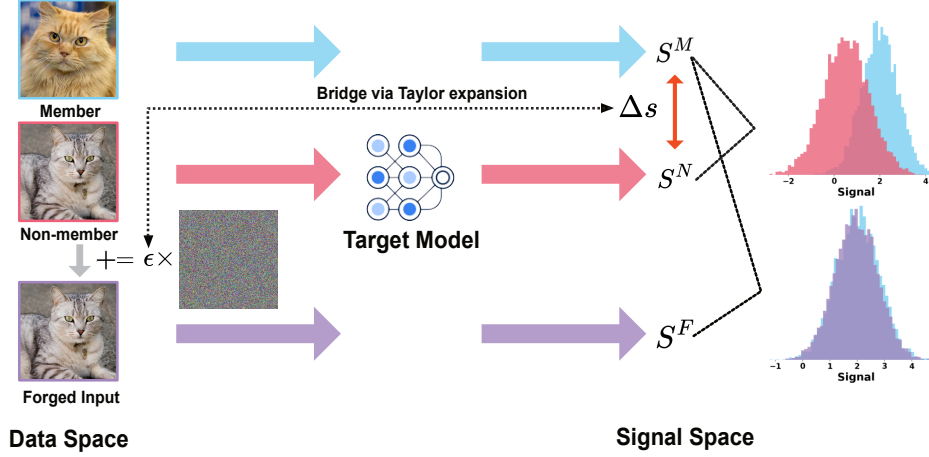 Member
Bridge via Taylor expansion
S^M
Δs
S^N
Non-member
+= ϵ×
Target Model
S^F
Forged Input
Data Space
Signal Space
−2 0 2 4
Signal
−1 0 1 2 3 4
Signal